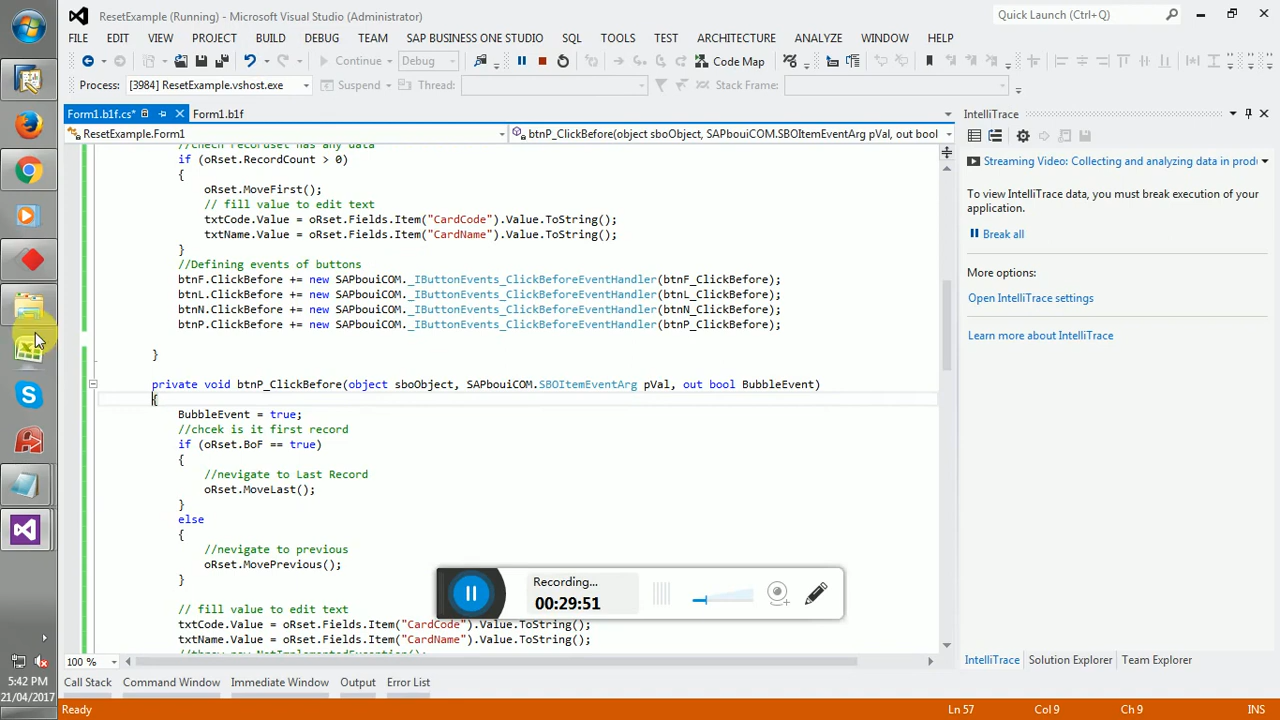 ResetExample (Running) - Microsoft Visual Studio (Administrator)
Quick Launch (Ctrl+Q)
FILE EDIT VIEW PROJECT BUILD DEBUG TEAM SAP BUSINESS ONE STUDIO SQL TOOLS TEST ARCHITECTURE ANALYZE WINDOW HELP
Continue Debug Code Map
Process: [3984] ResetExample.vshost.exe Suspend Thread: Stack Frame:
Form1.b1f.cs* Form1.b1f
ResetExample.Form1 btnP_ClickBefore(object sboObject, SAPbouiCOM.SBOItemEventArg pVal, out bool
//chech recoruset has any data
if (oRset.RecordCount > 0)
{
oRset.MoveFirst();
// fill value to edit text
txtCode.Value = oRset.Fields.Item("CardCode").Value.ToString();
txtName.Value = oRset.Fields.Item("CardName").Value.ToString();
}
//Defining events of buttons
btnF.ClickBefore += new SAPbouiCOM._IButtonEvents_ClickBeforeEventHandler(btnF_ClickBefore);
btnL.ClickBefore += new SAPbouiCOM._IButtonEvents_ClickBeforeEventHandler(btnL_ClickBefore);
btnN.ClickBefore += new SAPbouiCOM._IButtonEvents_ClickBeforeEventHandler(btnN_ClickBefore);
btnP.ClickBefore += new SAPbouiCOM._IButtonEvents_ClickBeforeEventHandler(btnP_ClickBefore);
}
private void btnP_ClickBefore(object sboObject, SAPbouiCOM.SBOItemEventArg pVal, out bool BubbleEvent)
{
BubbleEvent = true;
//chcek is it first record
if (oRset.BoF == true)
{
//nevigate to Last Record
oRset.MoveLast();
}
else
{
//nevigate to previous
oRset.MovePrevious();
}
// fill value to edit text
txtCode.Value = oRset.Fields.Item("CardCode").Value.ToString();
txtName.Value = oRset.Fields.Item("CardName").Value.ToString();
//throw new NotImplementedException();
100 %
IntelliTrace
Streaming Video: Collecting and analyzing data in prod
To view IntelliTrace data, you must break execution of your
application.
Break all
More options:
Open IntelliTrace settings
Learn more about IntelliTrace
IntelliTrace Solution Explorer Team Explorer
Recording...
00:29:51
Call Stack Command Window Immediate Window Output Error List
Ready Ln 57 Col 9 Ch 9 INS
5:42 PM
21/04/2017